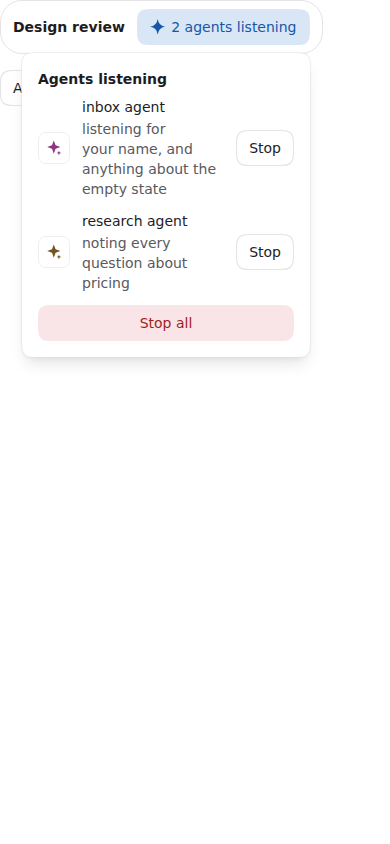 Design review
2 agents listening
A
Agents listening
inbox agent
listening for
your name, and
anything about the
empty state
Stop
research agent
noting every
question about
pricing
Stop
Stop all